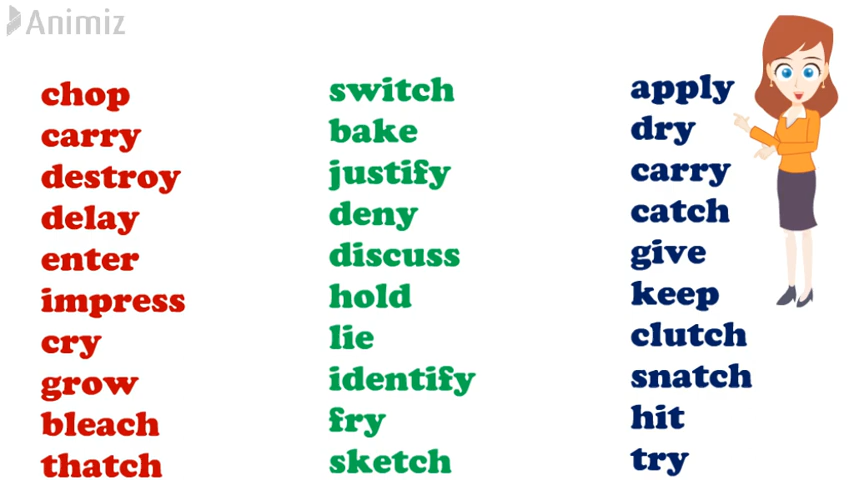 Animiz
chop
carry
destroy
delay
enter
impress
cry
grow
bleach
thatch
switch
bake
justify
deny
discuss
hold
lie
identify
fry
sketch
apply
dry
carry
catch
give
keep
clutch
snatch
hit
try